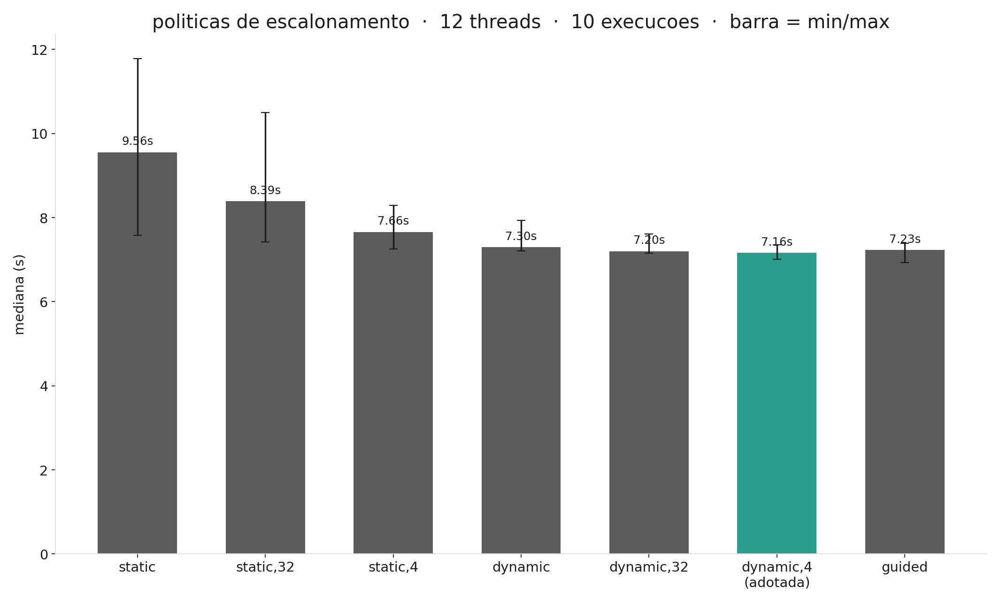 politicas de escalonamento · 12 threads · 10 execucoes · barra = min/max
mediana (s)
12
10
8
6
4
2
0
9.56s
8.39s
7.66s
7.30s
7.20s
7.16s
7.23s
static
static,32
static,4
dynamic
dynamic,32
dynamic,4
(adotada)
guided